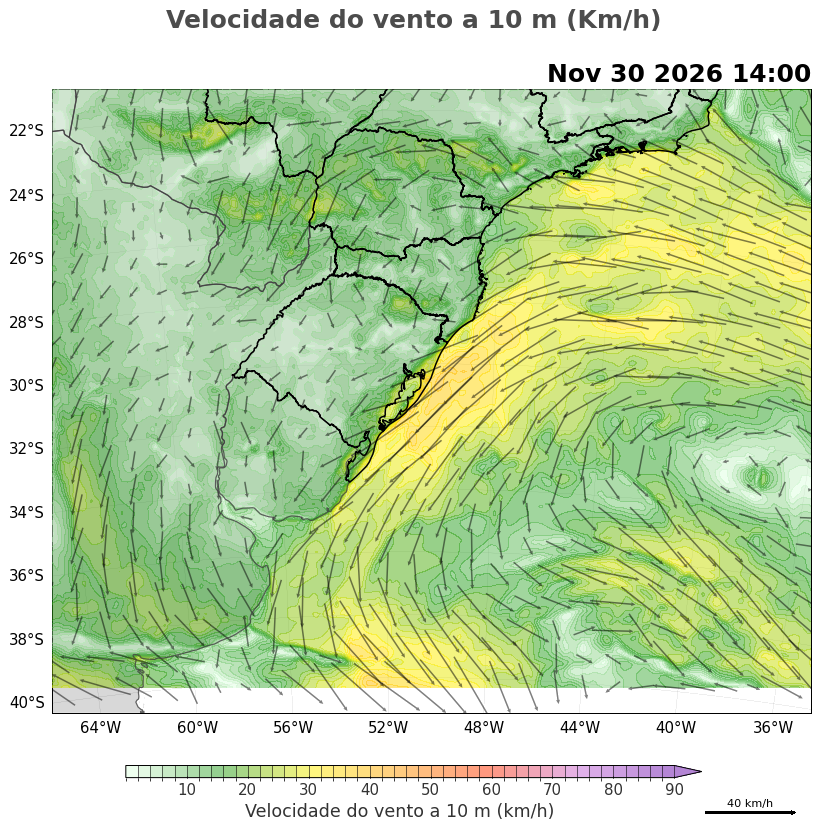 Velocidade do vento a 10 m (Km/h)
Nov 30 2026 14:00
22°S
24°S
26°S
28°S
30°S
32°S
34°S
36°S
38°S
40°S
64°W 60°W 56°W 52°W 48°W 44°W 40°W 36°W
10 20 30 40 50 60 70 80 90
Velocidade do vento a 10 m (km/h)
40 km/h